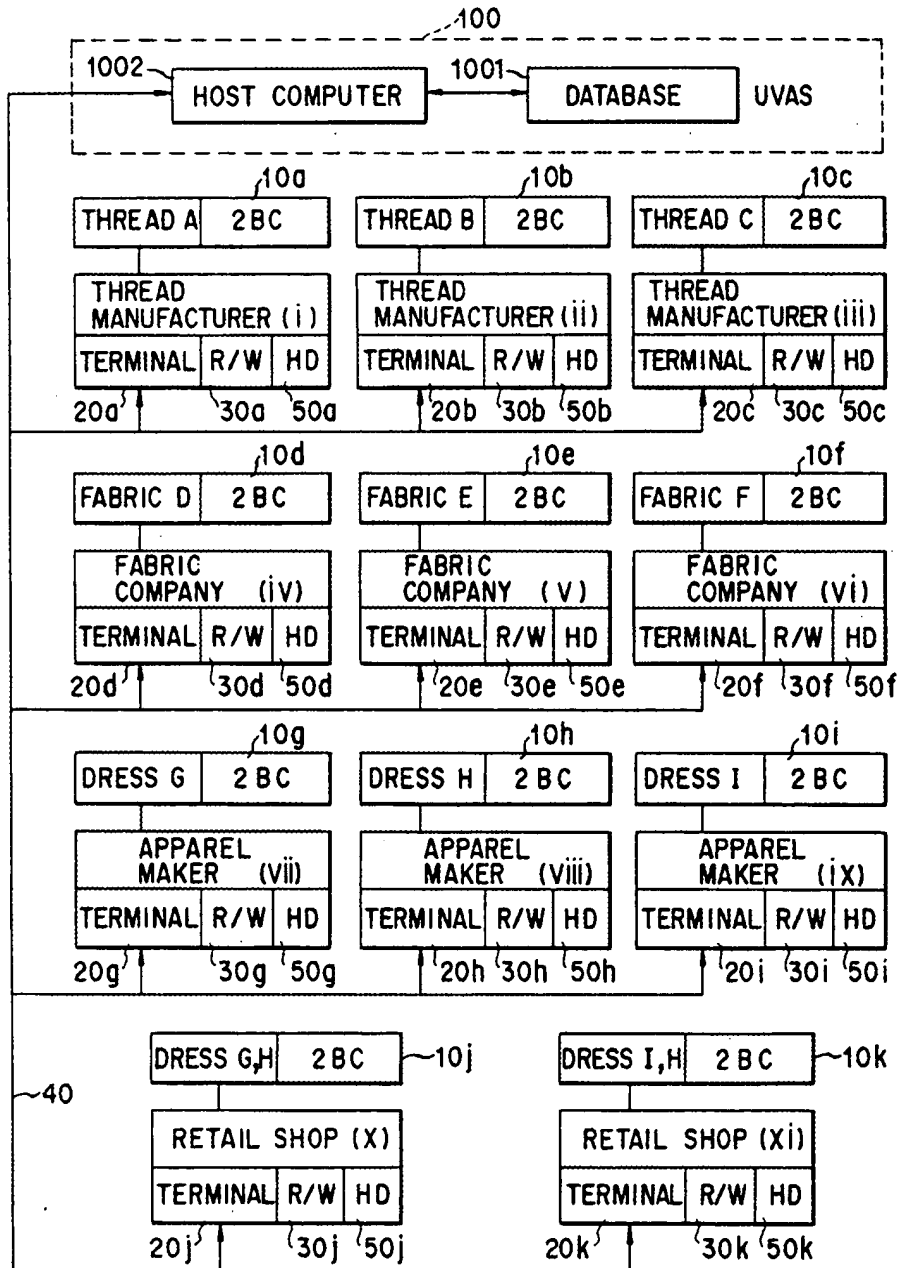 100
1002 1001
HOST COMPUTER DATABASE UVAS
10a 10b 10c
THREAD A 2BC THREAD B 2BC THREAD C 2BC
THREAD MANUFACTURER (i) THREAD MANUFACTURER (ii) THREAD MANUFACTURER (iii)
TERMINAL R/W HD TERMINAL R/W HD TERMINAL R/W HD
20a 30a 50a 20b 30b 50b 20c 30c 50c
10d 10e 10f
FABRIC D 2BC FABRIC E 2BC FABRIC F 2BC
FABRIC COMPANY (iv) FABRIC COMPANY (v) FABRIC COMPANY (vi)
TERMINAL R/W HD TERMINAL R/W HD TERMINAL R/W HD
20d 30d 50d 20e 30e 50e 20f 30f 50f
10g 10h 10i
DRESS G 2BC DRESS H 2BC DRESS I 2BC
APPAREL MAKER (vii) APPAREL MAKER (viii) APPAREL MAKER (ix)
TERMINAL R/W HD TERMINAL R/W HD TERMINAL R/W HD
20g 30g 50g 20h 30h 50h 20i 30i 50i
DRESS G,H 2BC 10j DRESS I,H 2BC 10k
40
RETAIL SHOP (x) RETAIL SHOP (xi)
TERMINAL R/W HD TERMINAL R/W HD
20j 30j 50j 20k 30k 50k